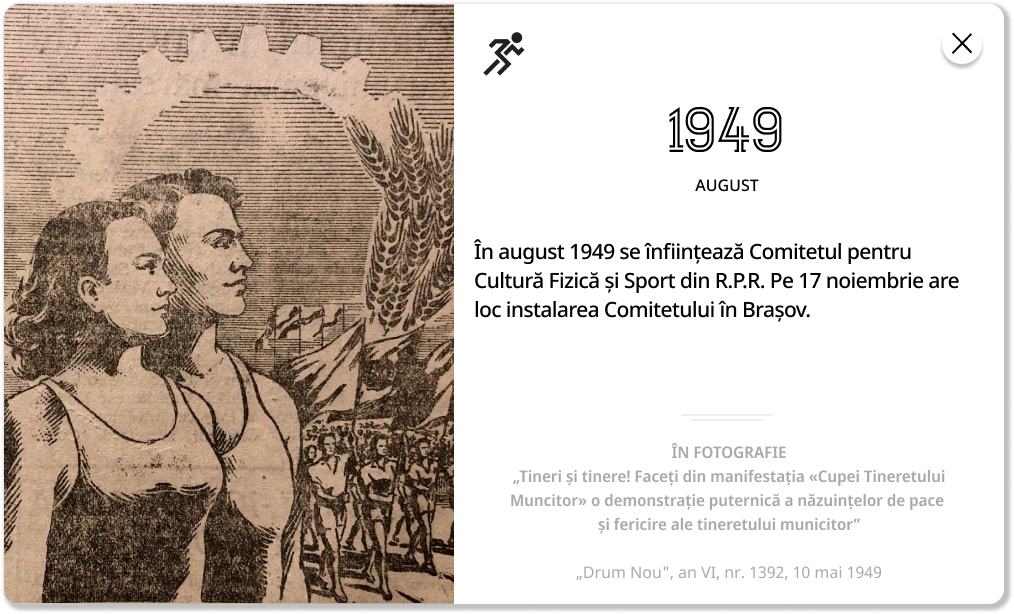 1949
AUGUST
În august 1949 se înființează Comitetul pentru
Cultură Fizică și Sport din R.P.R. Pe 17 noiembrie are
loc instalarea Comitetului în Brașov.
ÎN FOTOGRAFIE
„Tineri și tinere! Faceți din manifestația «Cupei Tineretului
Muncitor» o demonstrație puternică a năzuințelor de pace
și fericire ale tineretului municitor”
„Drum Nou", an VI, nr. 1392, 10 mai 1949